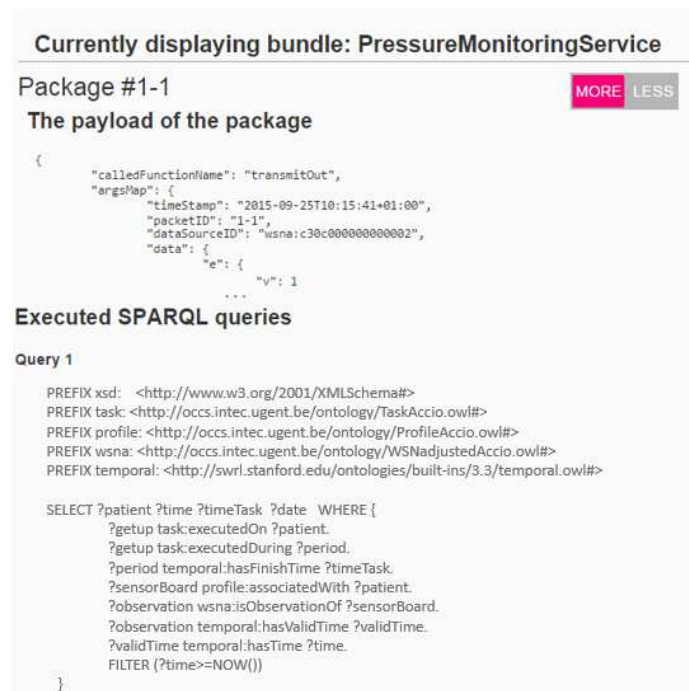 Currently displaying bundle: PressureMonitoringService
Package #1-1
MORE LESS
The payload of the package
{
"calledFunctionName": "transmitOut",
"argsMap": {
"timeStamp": "2015-09-25T10:15:41+01:00",
"packetID": "1-1",
"dataSourceID": "wsna:c30c000000000002",
"data": {
"e": {
"v": 1
...
Executed SPARQL queries
Query 1
PREFIX xsd: <http://www.w3.org/2001/XMLSchema#>
PREFIX task: <http://occs.intec.ugent.be/ontology/TaskAccio.owl#>
PREFIX profile: <http://occs.intec.ugent.be/ontology/ProfileAccio.owl#>
PREFIX wsna: <http://occs.intec.ugent.be/ontology/WSNadjustedAccio.owl#>
PREFIX temporal: <http://swrl.stanford.edu/ontologies/built-ins/3.3/temporal.owl#>
SELECT ?patient ?time ?timeTask ?date WHERE {
?getup task:executedOn ?patient.
?getup task:executedDuring ?period.
?period temporal:hasFinishTime ?timeTask.
?sensorBoard profile:associatedWith ?patient.
?observation wsna:isObservationOf ?sensorBoard.
?observation temporal:hasValidTime ?validTime.
?validTime temporal:hasTime ?time.
FILTER (?time>=NOW())
}